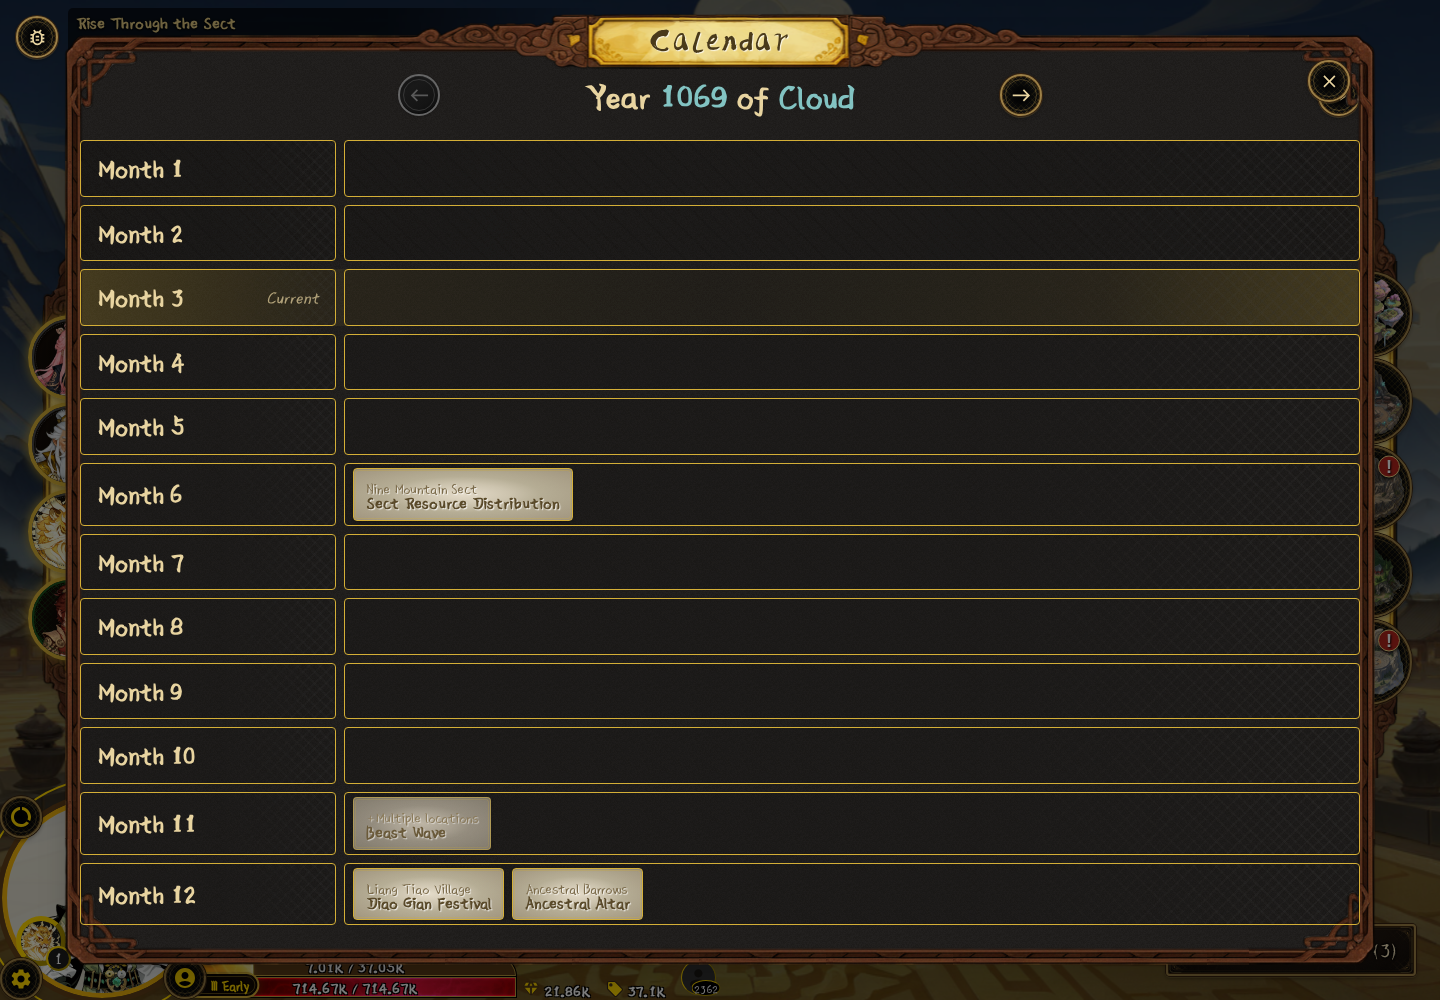 Rise Through the Sect
Calendar
Year 1069 of Cloud
Month 1
Month 2
Month 3
Current
Month 4
Month 5
Month 6
Nine Mountain Sect
Sect Resource Distribution
Month 7
Month 8
Month 9
Month 10
Month 11
+Multiple locations
Beast Wave
Month 12
Liang Tiao Village
Diao Gian Festival
Ancestral Barrows
Ancestral Altar
!
!
(3)
1
III Early
7.01K / 37.05K
714.67K / 714.67K
21.86K
37.1K
2362